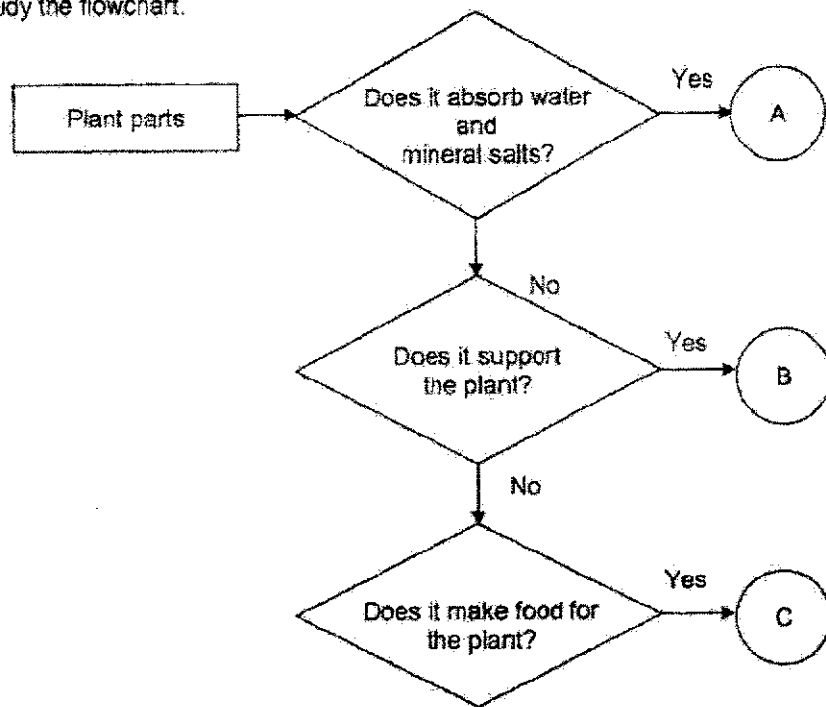 the flowchart.
Plant parts
Does it absorb water
and
mineral salts?
Yes
A
No
Does it support
the plant?
Yes
B
No
Does it make food for
the plant?
Yes
C